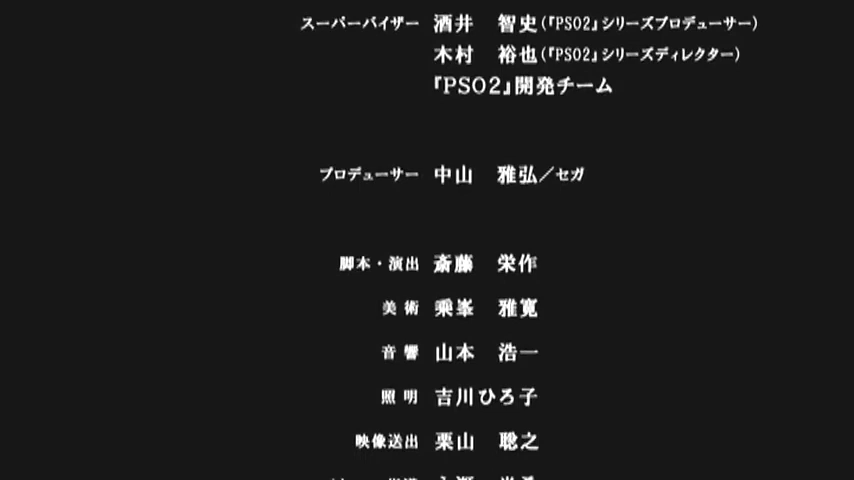 スーパーバイザー 酒井 智史(『PSO2』シリーズプロデューサー)
木村 裕也(『PSO2』シリーズディレクター)
『PSO2』開発チーム
プロデューサー 中山 雅弘／セガ
脚本・演出 斎藤 栄作
美術 乗峯 雅寛
音響 山本 浩一
照明 吉川ひろ子
映像送出 栗山 聡之